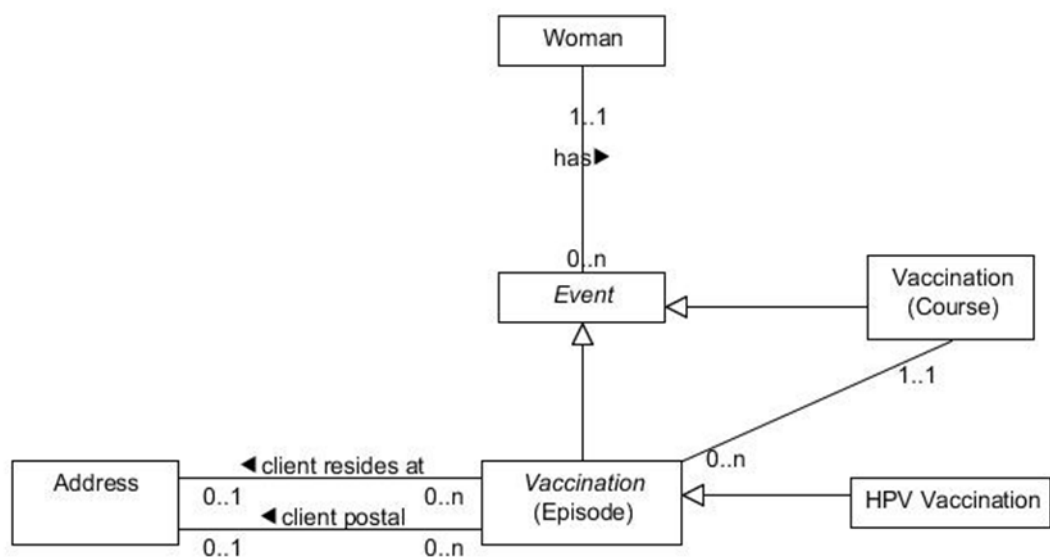 Woman
1..1
has►
0..n
Event
Vaccination
(Course)
1..1
0..n
Address
◄client resides at
0..1
0..n
◄client postal
0..1
0..n
Vaccination
(Episode)
HPV Vaccination